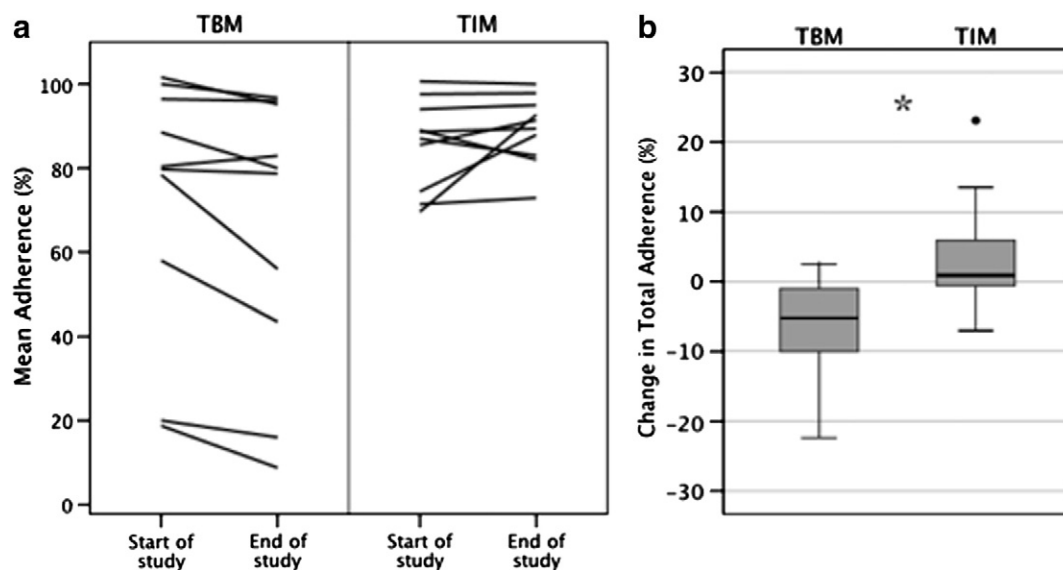 a
TBM
TIM
Mean Adherence (%)
100
80
60
40
20
0
Start of
study
End of
study
Start of
study
End of
study
b
TBM
TIM
Change in Total Adherence (%)
30
20
10
0
-10
-20
-30
*